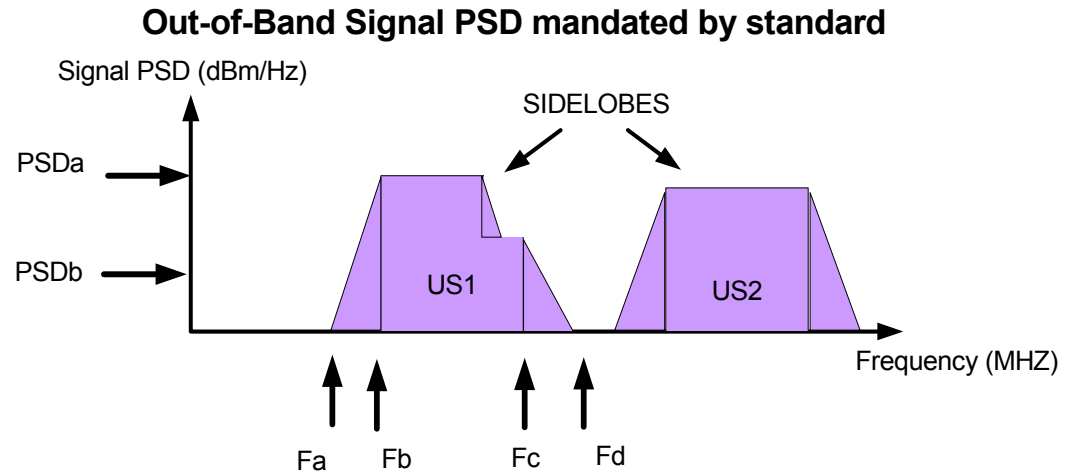 Out-of-Band Signal PSD mandated by standard
Signal PSD (dBm/Hz)
SIDELOBES
PSDa
PSDb
US1
US2
Frequency (MHZ)
Fa
Fb
Fc
Fd